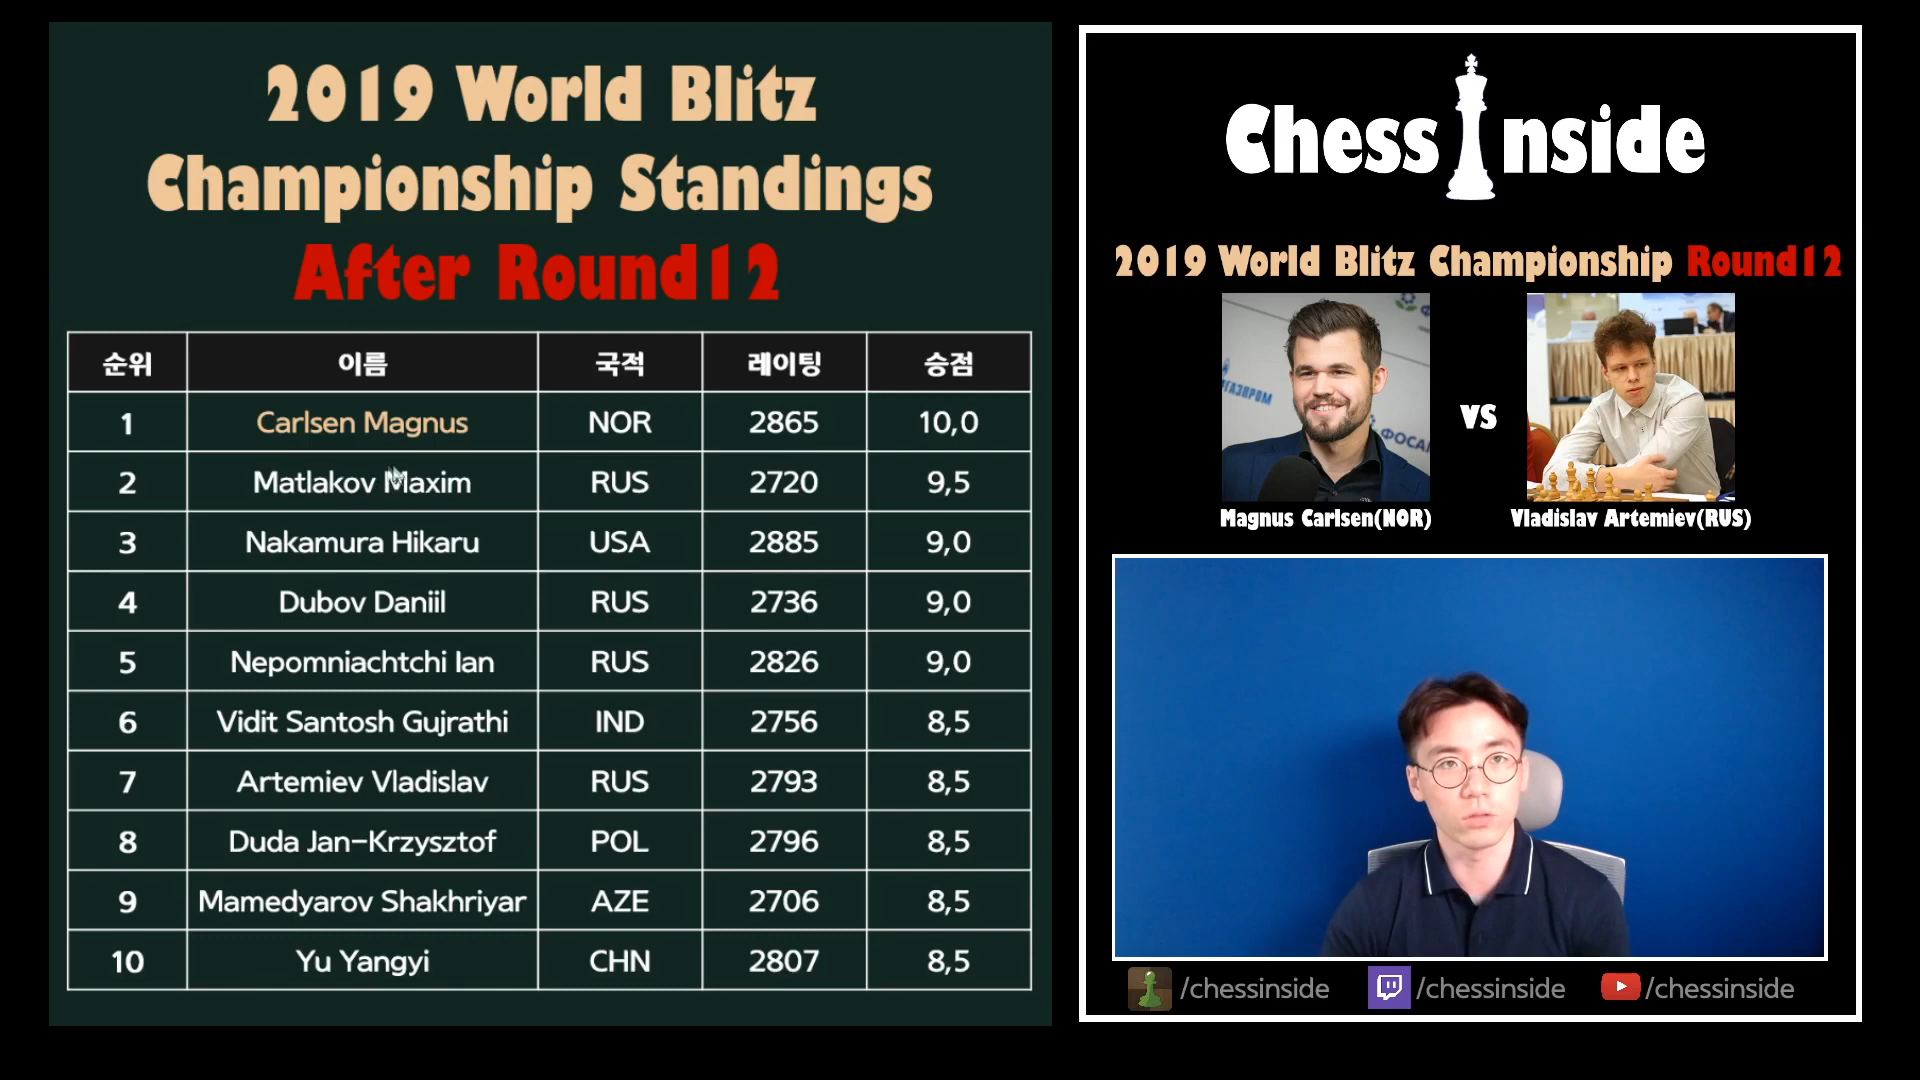 2019 World Blitz
Championship Standings
After Round12
순위 이름 국적 레이팅 승점
1 Carlsen Magnus NOR 2865 10,0
2 Matlakov Maxim RUS 2720 9,5
3 Nakamura Hikaru USA 2885 9,0
4 Dubov Daniil RUS 2736 9,0
5 Nepomniachtchi Ian RUS 2826 9,0
6 Vidit Santosh Gujrathi IND 2756 8,5
7 Artemiev Vladislav RUS 2793 8,5
8 Duda Jan-Krzysztof POL 2796 8,5
9 Mamedyarov Shakhriyar AZE 2706 8,5
10 Yu Yangyi CHN 2807 8,5
Chess Inside
2019 World Blitz Championship Round12
VS
Magnus Carlsen(NOR) Vladislav Artemiev(RUS)
/chessinside /chessinside /chessinside